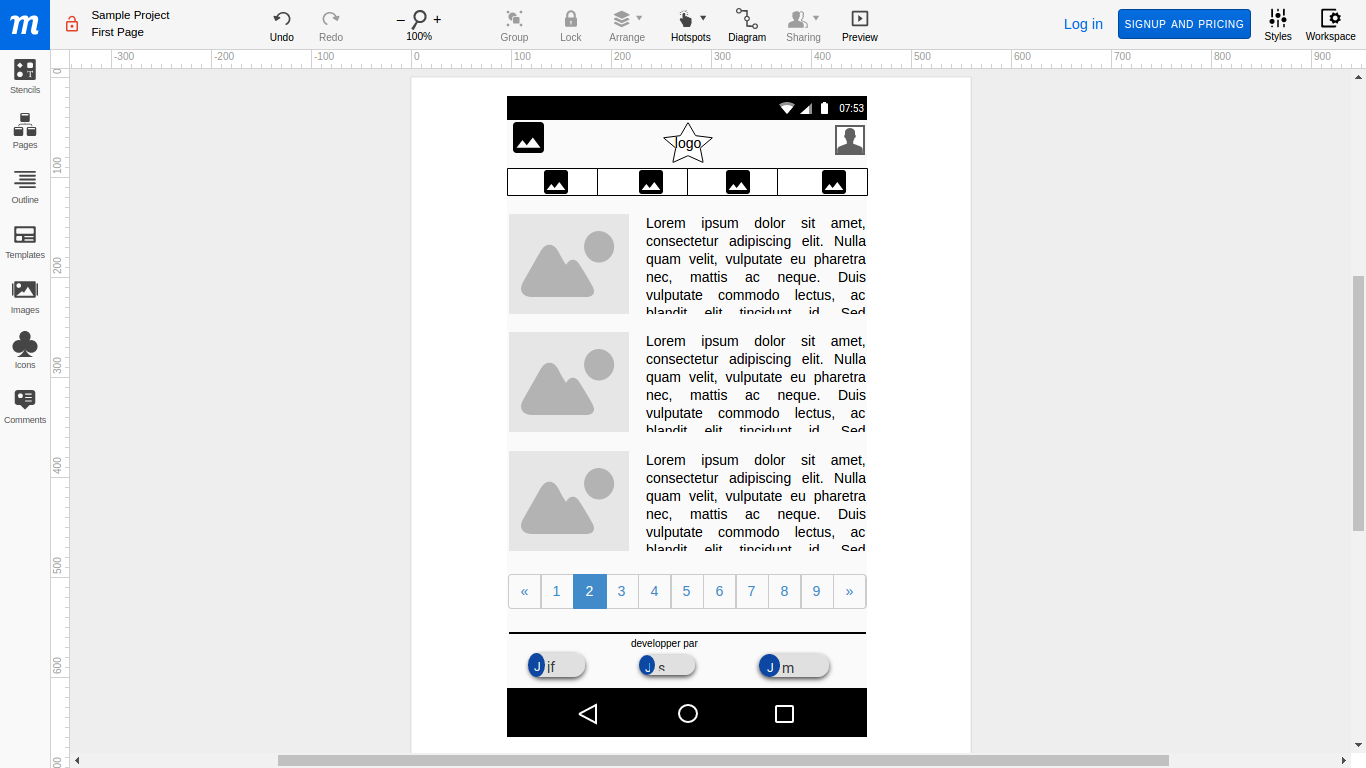 m
Sample Project
First Page
Undo
Redo
– +
100%
Group
Lock
Arrange
Hotspots
Diagram
Sharing
Preview
Log in
SIGNUP AND PRICING
Styles
Workspace
-300 -200 -100 0 100 200 300 400 500 600 700 800 900
Stencils
Pages
Outline
Templates
Images
Icons
Comments
0
100
200
300
400
500
600
07:53
logo
Lorem ipsum dolor sit amet,
consectetur adipiscing elit. Nulla
quam velit, vulputate eu pharetra
nec, mattis ac neque. Duis
vulputate commodo lectus, ac
blandit elit tincidunt id. Sed
Lorem ipsum dolor sit amet,
consectetur adipiscing elit. Nulla
quam velit, vulputate eu pharetra
nec, mattis ac neque. Duis
vulputate commodo lectus, ac
blandit elit tincidunt id. Sed
Lorem ipsum dolor sit amet,
consectetur adipiscing elit. Nulla
quam velit, vulputate eu pharetra
nec, mattis ac neque. Duis
vulputate commodo lectus, ac
blandit elit tincidunt id. Sed
« 1 2 3 4 5 6 7 8 9 »
developper par
J jf
J s
J m